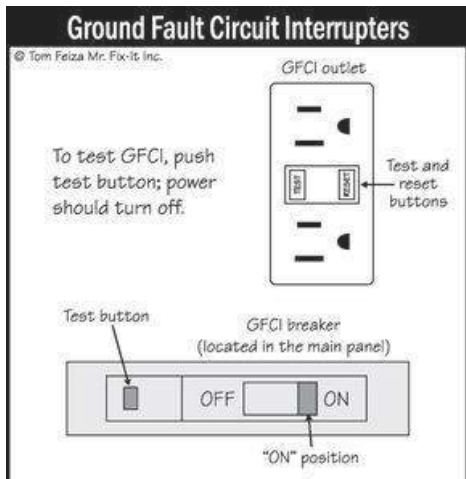 Ground Fault Circuit Interrupters
© Tom Feiza Mr. Fix-It Inc.
GFCI outlet
To test GFCI, push
test button; power
should turn off.
TEST
RESET
Test and
reset
buttons
Test button
GFCI breaker
(located in the main panel)
OFF
ON
"ON" position